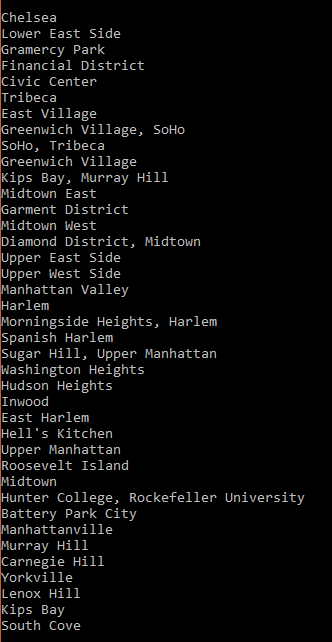 Chelsea
Lower East Side
Gramercy Park
Financial District
Civic Center
Tribeca
East Village
Greenwich Village, SoHo
SoHo, Tribeca
Greenwich Village
Kips Bay, Murray Hill
Midtown East
Garment District
Midtown West
Diamond District, Midtown
Upper East Side
Upper West Side
Manhattan Valley
Harlem
Morningside Heights, Harlem
Spanish Harlem
Sugar Hill, Upper Manhattan
Washington Heights
Hudson Heights
Inwood
East Harlem
Hell's Kitchen
Upper Manhattan
Roosevelt Island
Midtown
Hunter College, Rockefeller University
Battery Park City
Manhattanville
Murray Hill
Carnegie Hill
Yorkville
Lenox Hill
Kips Bay
South Cove